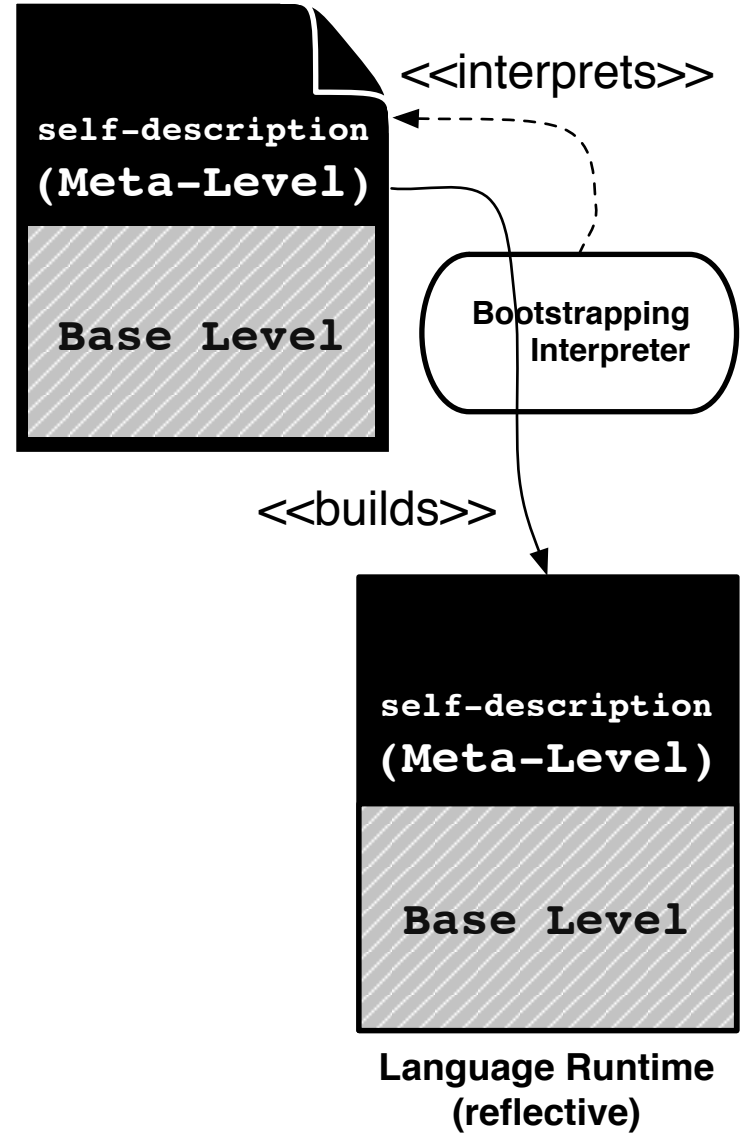 <<interprets>>
self-description
(Meta-Level)
Base Level
Bootstrapping
Interpreter
<<builds>>
self-description
(Meta-Level)
Base Level
Language Runtime
(reflective)